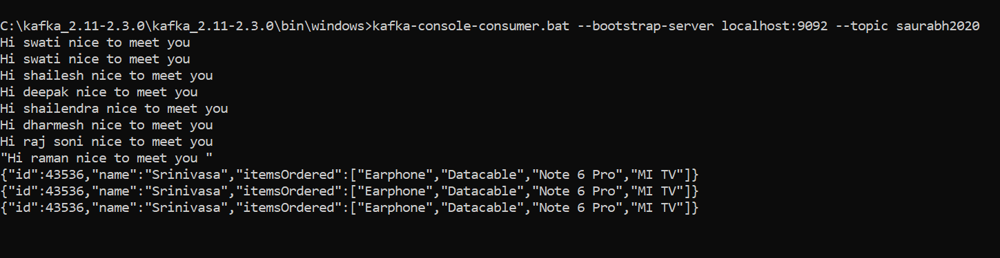 C:\kafka_2.11-2.3.0\kafka_2.11-2.3.0\bin\windows>kafka-console-consumer.bat --bootstrap-server localhost:9092 --topic saurabh2020
Hi swati nice to meet you
Hi swati nice to meet you
Hi shailesh nice to meet you
Hi deepak nice to meet you
Hi shailendra nice to meet you
Hi dharmesh nice to meet you
Hi raj soni nice to meet you
"Hi raman nice to meet you "
{"id":43536,"name":"Srinivasa","itemsOrdered":["Earphone","Datacable","Note 6 Pro","MI TV"]}
{"id":43536,"name":"Srinivasa","itemsOrdered":["Earphone","Datacable","Note 6 Pro","MI TV"]}
{"id":43536,"name":"Srinivasa","itemsOrdered":["Earphone","Datacable","Note 6 Pro","MI TV"]}